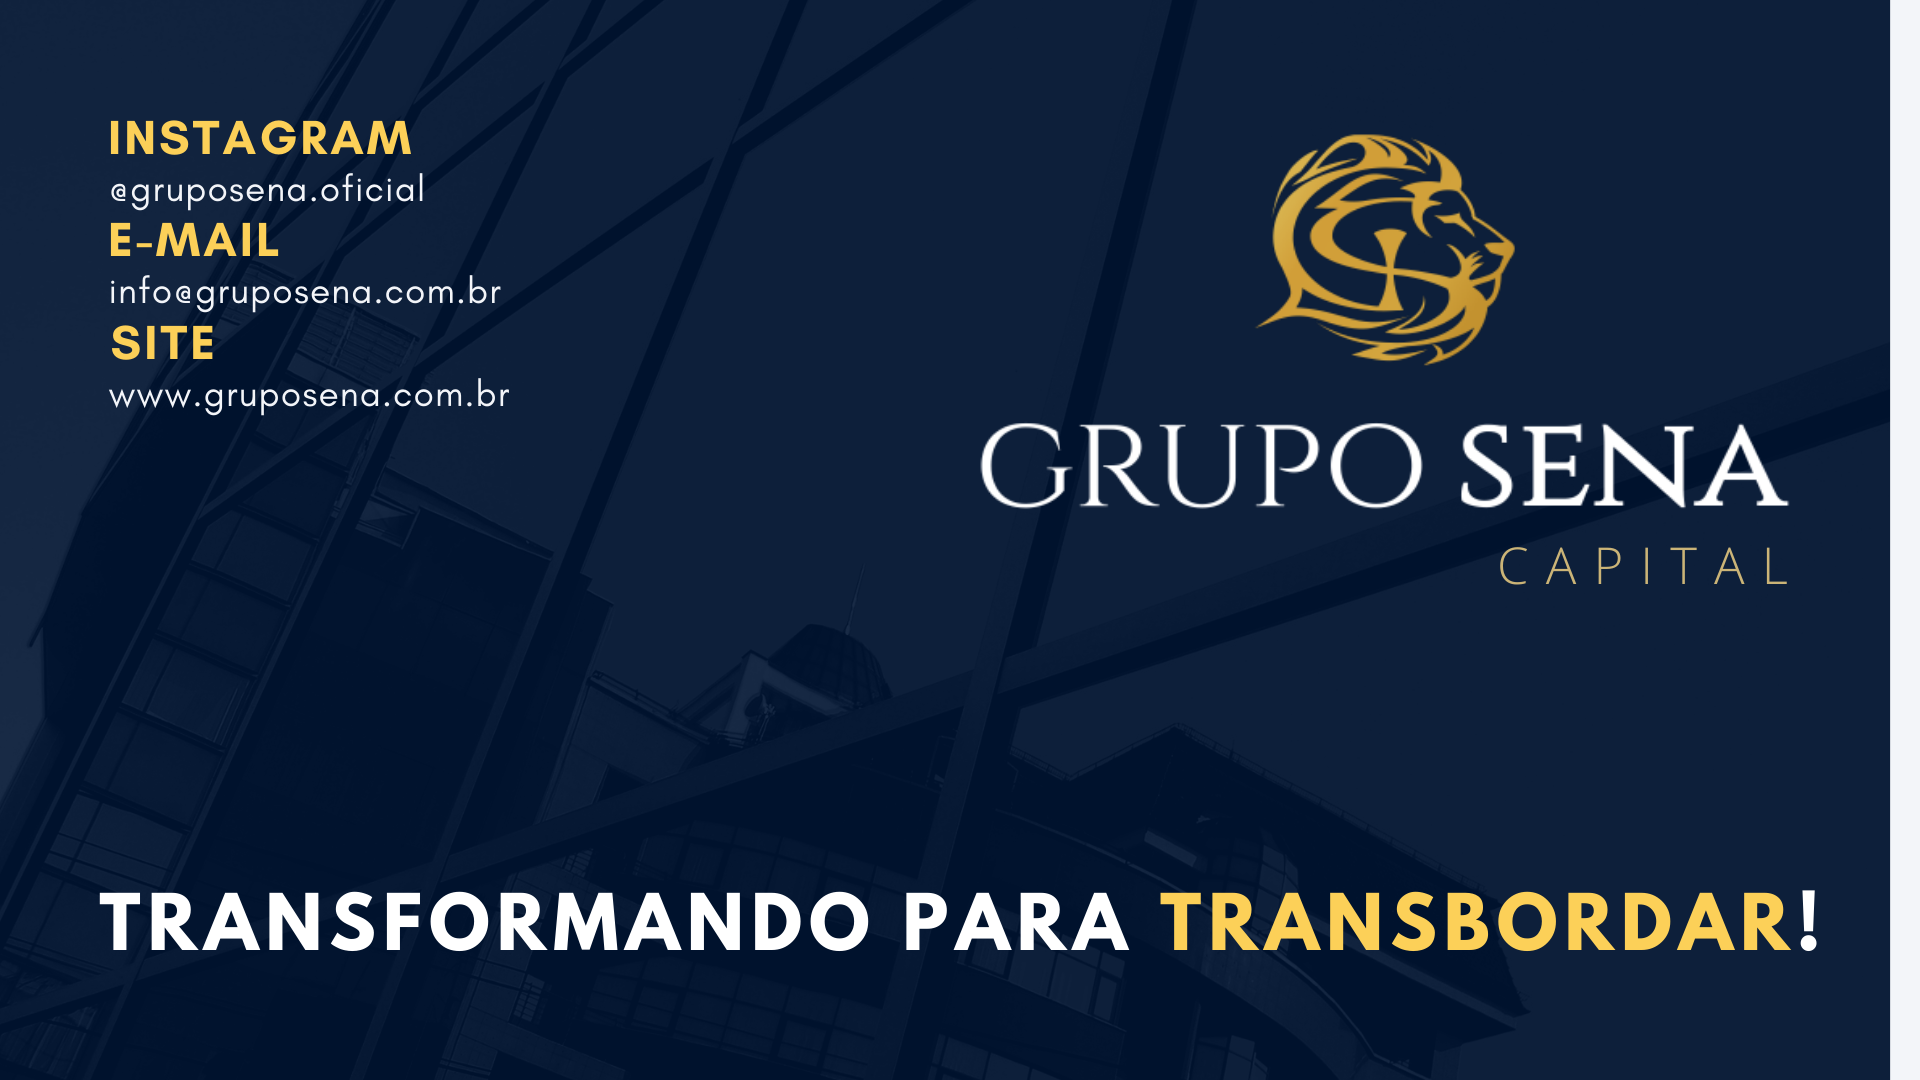 INSTAGRAM
@gruposena.oficial
E-MAIL
info@gruposena.com.br
SITE
www.gruposena.com.br
GRUPO SENA
CAPITAL
TRANSFORMANDO PARA TRANSBORDAR!